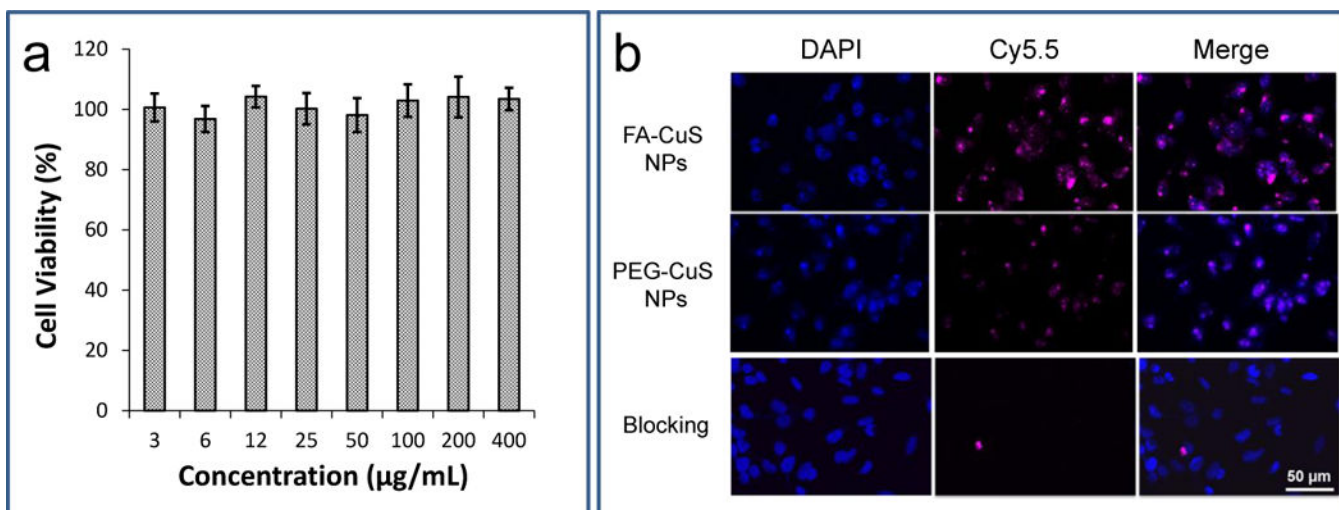 a
120
100
80
60
40
20
0
Cell Viability (%)
3 6 12 25 50 100 200 400
Concentration (µg/mL)
b
DAPI Cy5.5 Merge
FA-CuS
NPs
PEG-CuS
NPs
Blocking
50 µm